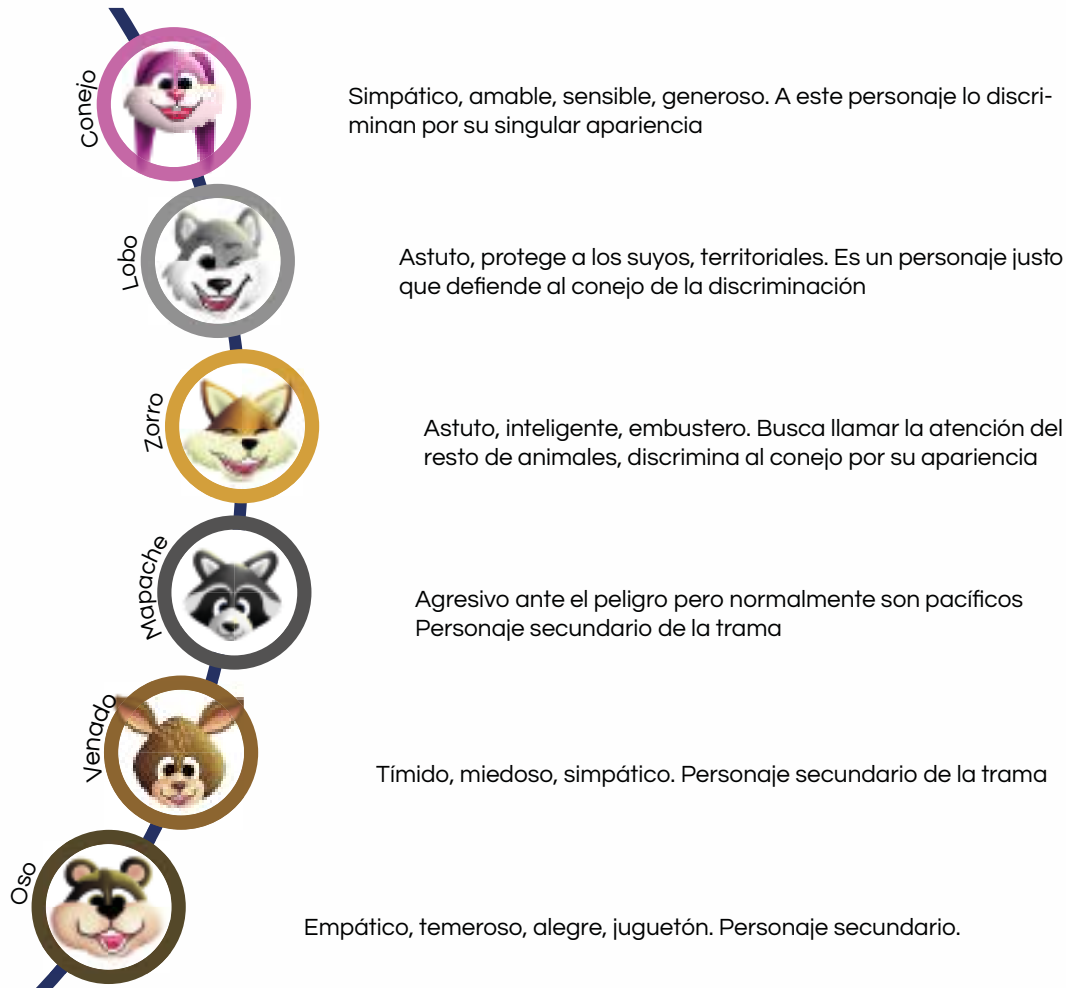 Conejo
Simpático, amable, sensible, generoso. A este personaje lo discri-
minan por su singular apariencia
Lobo
Astuto, protege a los suyos, territoriales. Es un personaje justo
que defiende al conejo de la discriminación
Zorro
Astuto, inteligente, embustero. Busca llamar la atención del
resto de animales, discrimina al conejo por su apariencia
Mapache
Agresivo ante el peligro pero normalmente son pacíficos
Personaje secundario de la trama
Venado
Tímido, miedoso, simpático. Personaje secundario de la trama
Oso
Empático, temeroso, alegre, juguetón. Personaje secundario.